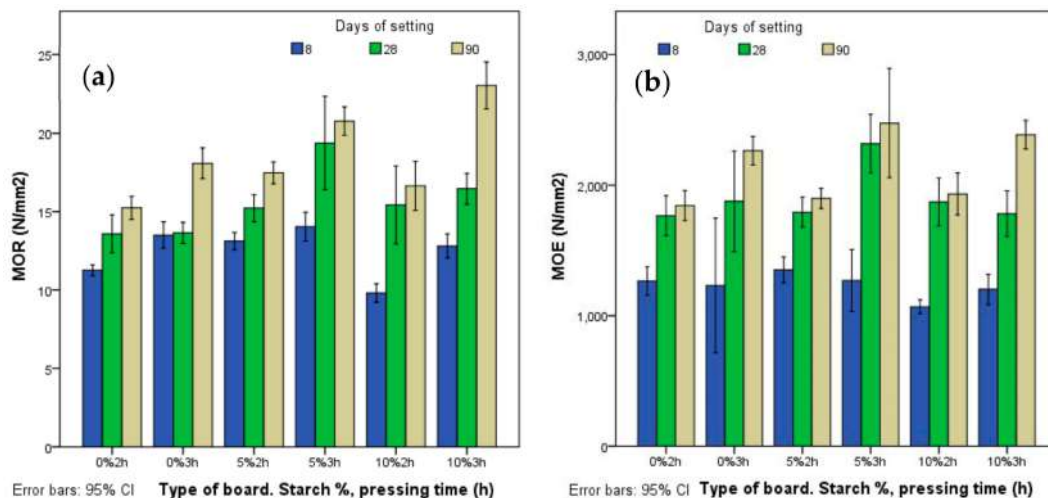 Days of setting
8 28 90
(a)
25
20
15
10
5
0
MOR (N/mm2)
0%2h 0%3h 5%2h 5%3h 10%2h 10%3h
Error bars: 95% CI Type of board. Starch %, pressing time (h)
Days of setting
8 28 90
(b)
3,000
2,000
1,000
0
MOE (N/mm2)
0%2h 0%3h 5%2h 5%3h 10%2h 10%3h
Error bars: 95% CI Type of board. Starch %, pressing time (h)